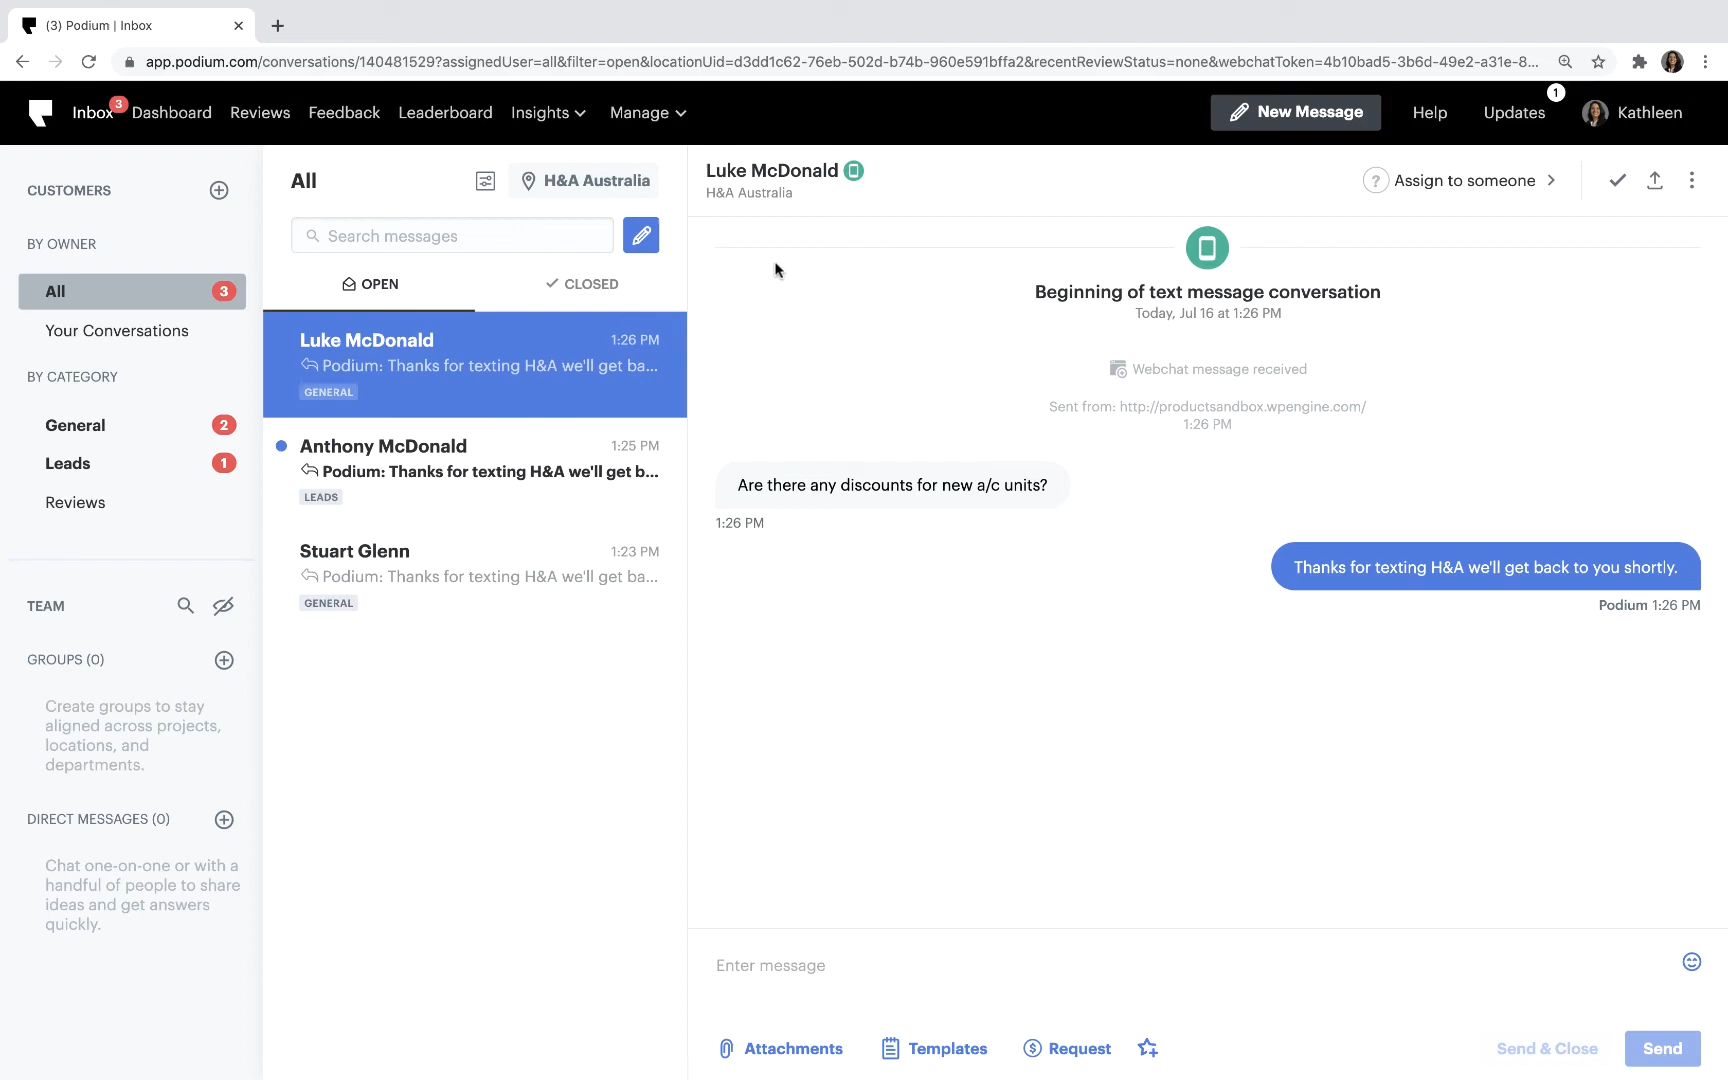 (3) Podium | Inbox
app.podium.com/conversations/140481529?assignedUser=all&filter=open&locationUid=d3dd1c62-76eb-502d-b74b-960e591bffa2&recentReviewStatus=none&webchatToken=4b10bad5-3b6d-49e2-a31e-8...
Inbox 3 Dashboard Reviews Feedback Leaderboard Insights Manage New Message Help Updates 1 Kathleen
CUSTOMERS
BY OWNER
All 3
Your Conversations
BY CATEGORY
General 2
Leads 1
Reviews
TEAM
GROUPS (0)
Create groups to stay
aligned across projects,
locations, and
departments.
DIRECT MESSAGES (0)
Chat one-on-one or with a
handful of people to share
ideas and get answers
quickly.
All H&A Australia
Search messages
OPEN CLOSED
Luke McDonald 1:26 PM
Podium: Thanks for texting H&A we'll get ba...
GENERAL
Anthony McDonald 1:25 PM
Podium: Thanks for texting H&A we'll get b...
LEADS
Stuart Glenn 1:23 PM
Podium: Thanks for texting H&A we'll get ba...
GENERAL
Luke McDonald
H&A Australia
? Assign to someone
Beginning of text message conversation
Today, Jul 16 at 1:26 PM
Webchat message received
Sent from: http://productsandbox.wpengine.com/
1:26 PM
Are there any discounts for new a/c units?
1:26 PM
Thanks for texting H&A we'll get back to you shortly.
Podium 1:26 PM
Enter message
Attachments Templates $ Request Send & Close Send